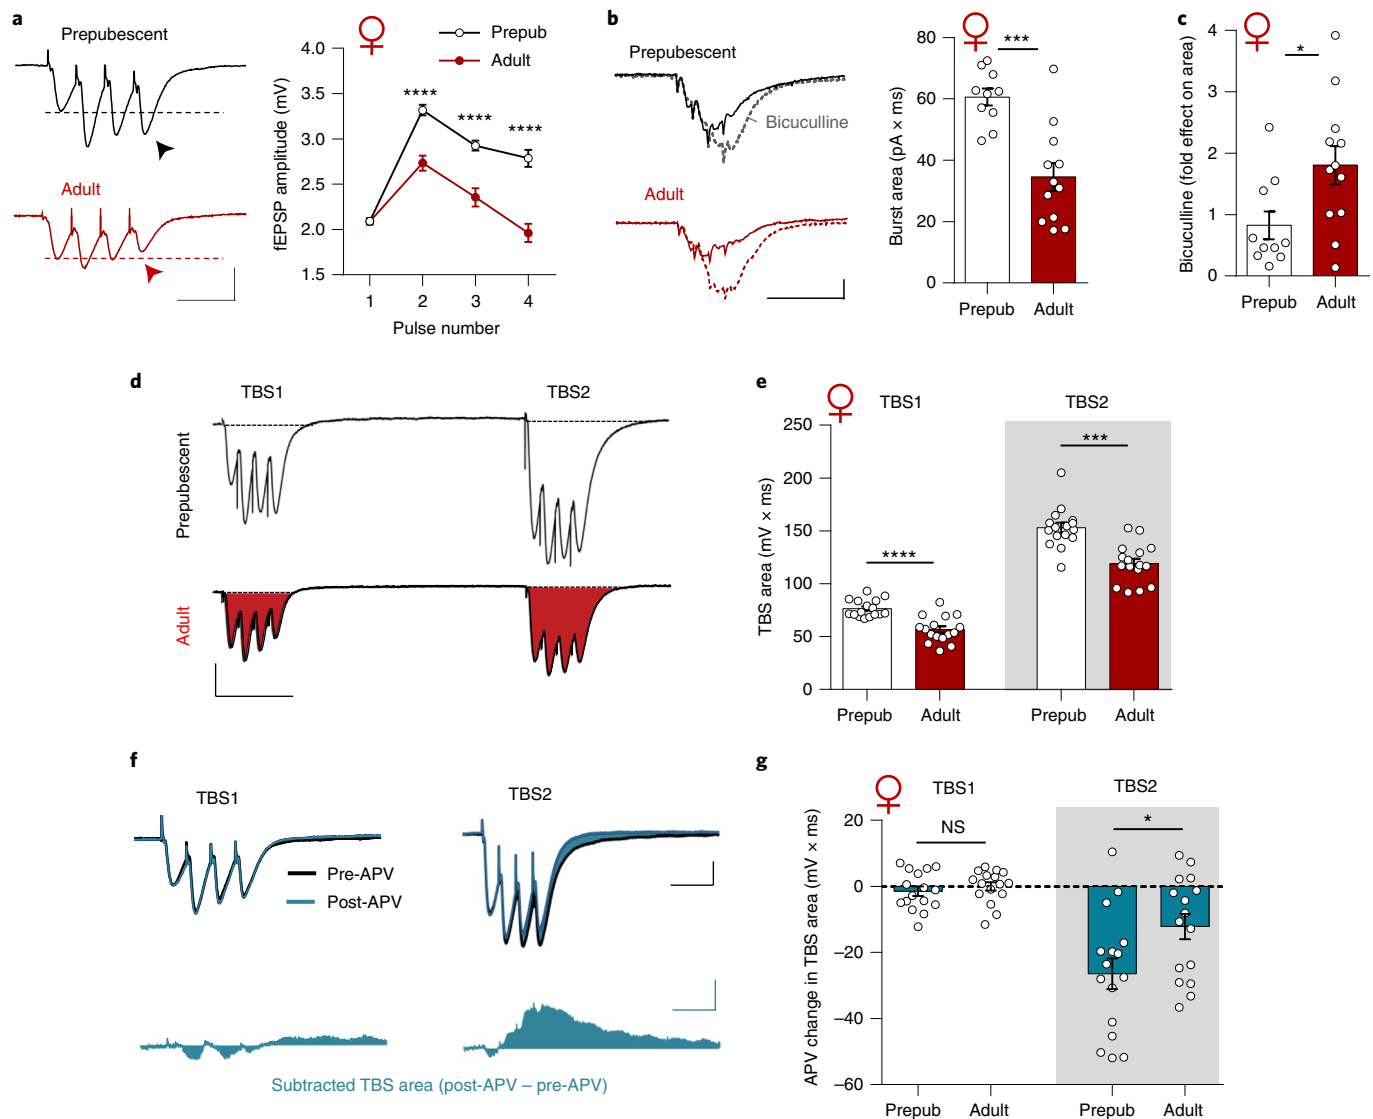 a
Prepubescent
Adult
Prepub
Adult
fEPSP amplitude (mV)
4.0
3.5
3.0
2.5
2.0
1.5
****
****
****
1
2
3
4
Pulse number
b
Prepubescent
Bicuculline
Adult
Burst area (pA × ms)
80
60
40
20
0
***
Prepub
Adult
c
Bicuculline (fold effect on area)
4
3
2
1
0
*
Prepub
Adult
d
TBS1
TBS2
Prepubescent
Adult
e
TBS1
TBS2
TBS area (mV × ms)
250
200
150
100
50
0
****
***
Prepub
Adult
Prepub
Adult
f
TBS1
TBS2
Pre-APV
Post-APV
Subtracted TBS area (post-APV – pre-APV)
g
TBS1
TBS2
APV change in TBS area (mV × ms)
20
0
–20
–40
–60
NS
*
Prepub
Adult
Prepub
Adult